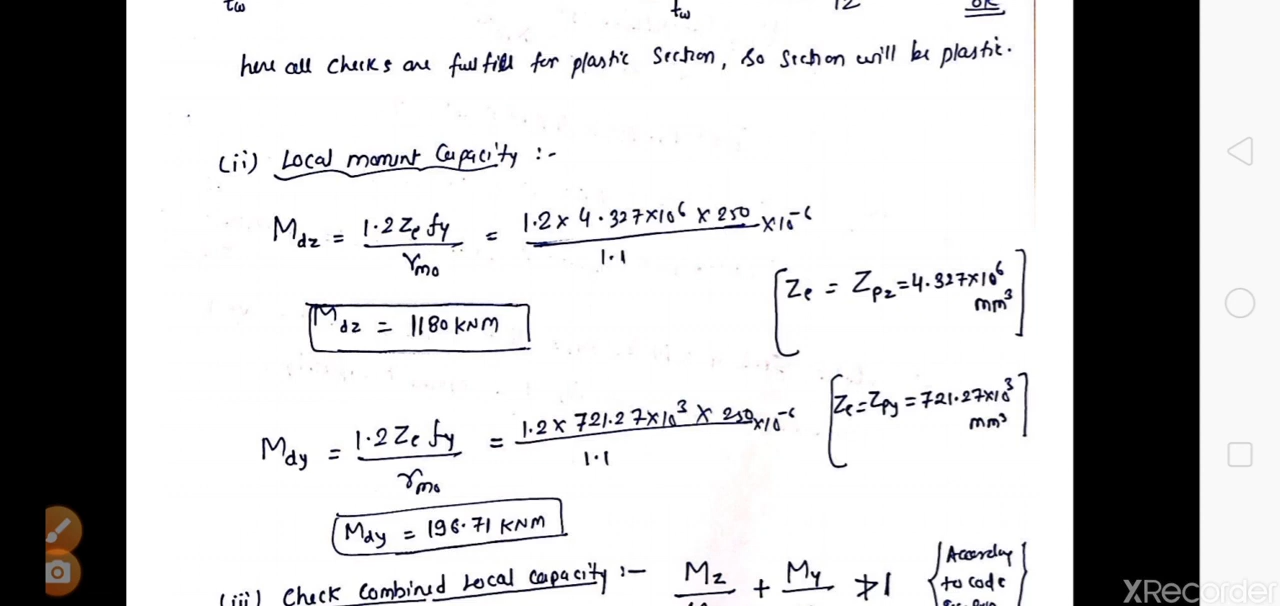 tw tw 12 OK
here all checks are fulfill for plastic section, so section will be plastic.
(ii) Local moment Capacity :-
Mdz = 1.2 Ze fy / γmo = 1.2 × 4.327×10^6 × 250 / 1.1 ×10^-6
[Ze = Zpz = 4.327×10^6 mm^3]
Mdz = 1180 KNM
Mdy = 1.2 Ze fy / γmo = 1.2 × 721.27×10^3 × 250 / 1.1 ×10^-6
[Ze = Zpy = 721.27×10^3 mm^3]
Mdy = 196.71 KNM
(iii) Check Combined Local capacity :- Mz + My ≯ 1
{According to code
XRecorder